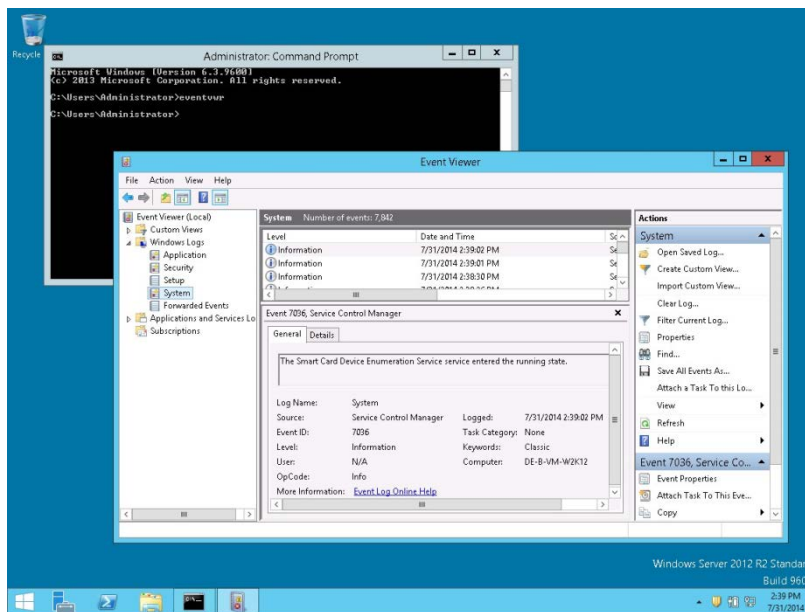 Recycle
Administrator: Command Prompt
Microsoft Windows [Version 6.3.9600]
(c) 2013 Microsoft Corporation. All rights reserved.
C:\Users\Administrator>eventvwr
C:\Users\Administrator>
Event Viewer
File Action View Help
Event Viewer (Local)
Custom Views
Windows Logs
Application
Security
Setup
System
Forwarded Events
Applications and Services Lo
Subscriptions
System Number of events: 7,842
Level Date and Time
Information 7/31/2014 2:39:02 PM
Information 7/31/2014 2:39:01 PM
Information 7/31/2014 2:38:30 PM
Event 7036, Service Control Manager
General Details
The Smart Card Device Enumeration Service service entered the running state.
Log Name: System
Source: Service Control Manager Logged: 7/31/2014 2:39:02 PM
Event ID: 7036 Task Category: None
Level: Information Keywords: Classic
User: N/A Computer: DE-B-VM-W2K12
OpCode: Info
More Information: Event Log Online Help
Actions
System
Open Saved Log...
Create Custom View...
Import Custom View...
Clear Log...
Filter Current Log...
Properties
Find...
Save All Events As...
Attach a Task To this Lo...
View
Refresh
Help
Event 7036, Service Co...
Event Properties
Attach Task To This Eve...
Copy
Windows Server 2012 R2 Standar
Build 960
2:39 PM
7/31/2014